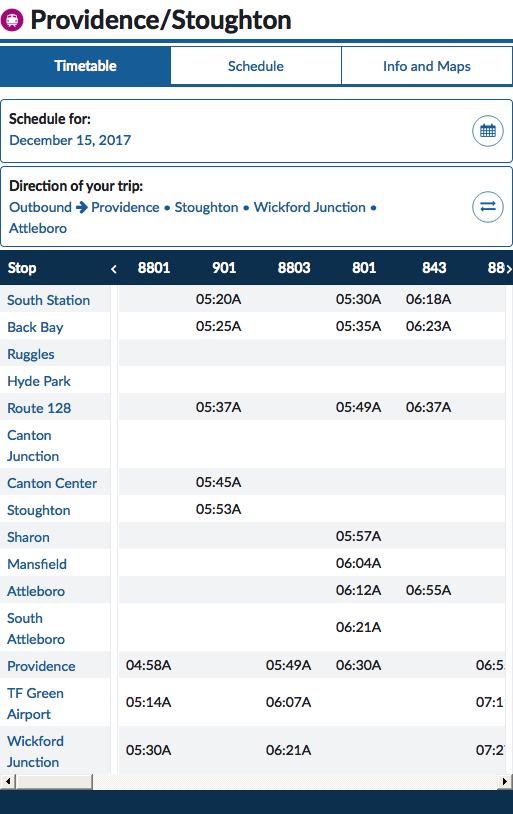 Providence/Stoughton
Timetable Schedule Info and Maps
Schedule for:
December 15, 2017
Direction of your trip:
Outbound → Providence • Stoughton • Wickford Junction •
Attleboro
Stop ‹ 8801 901 8803 801 843 88 ›
South Station 05:20A 05:30A 06:18A
Back Bay 05:25A 05:35A 06:23A
Ruggles
Hyde Park
Route 128 05:37A 05:49A 06:37A
Canton
Junction
Canton Center 05:45A
Stoughton 05:53A
Sharon 05:57A
Mansfield 06:04A
Attleboro 06:12A 06:55A
South
Attleboro 06:21A
Providence 04:58A 05:49A 06:30A 06:5
TF Green
Airport 05:14A 06:07A 07:1
Wickford
Junction 05:30A 06:21A 07:2